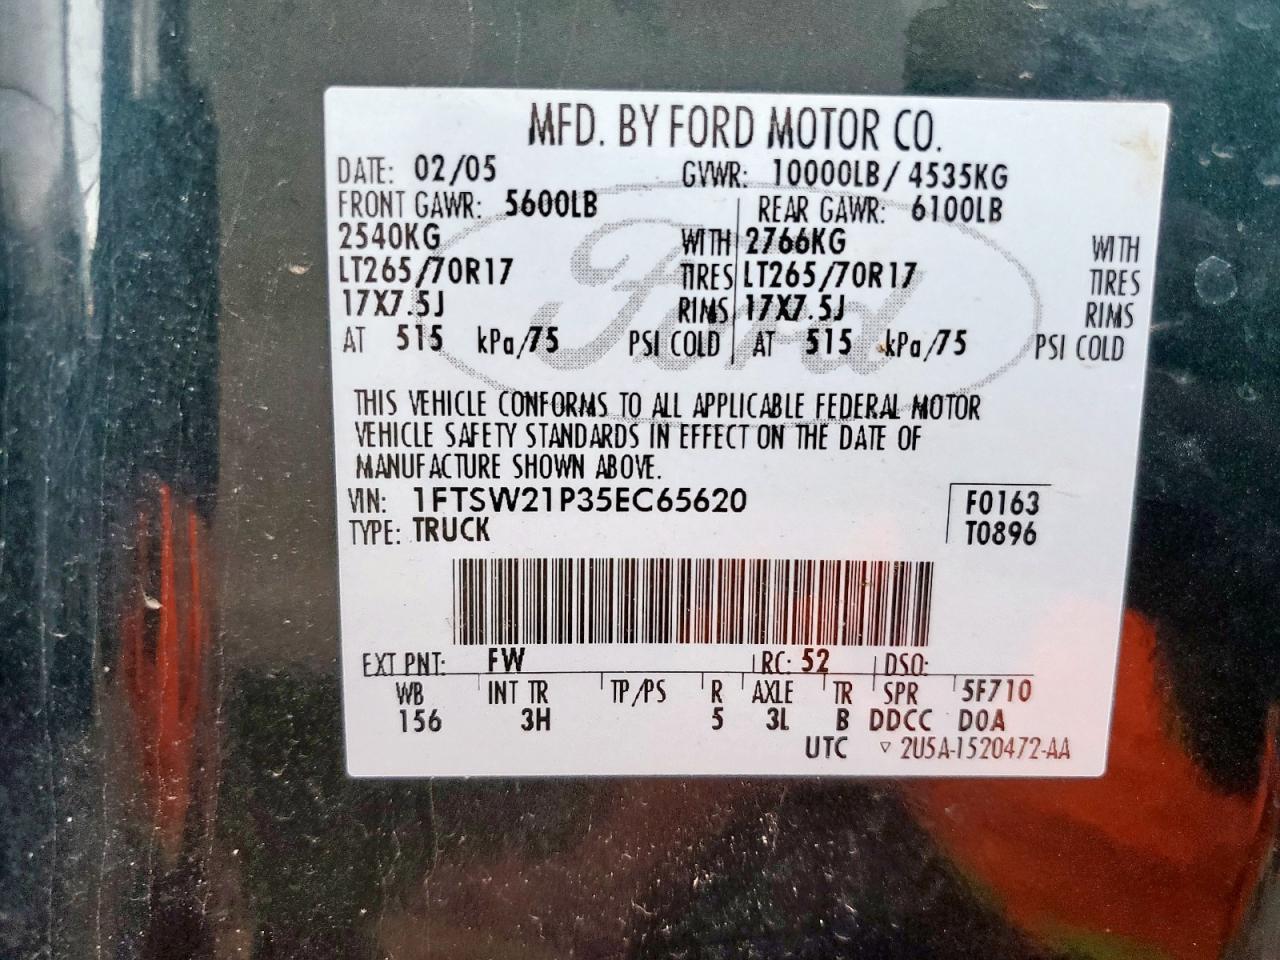 MFD. BY FORD MOTOR CO.
DATE: 02/05 GVWR: 10000LB/ 4535KG
FRONT GAWR: 5600LB REAR GAWR: 6100LB
2540KG WITH 2766KG WITH
LT265/70R17 TIRES LT265/70R17 TIRES
17X7.5J RIMS 17X7.5J RIMS
AT 515 kPa/75 PSI COLD AT 515 kPa/75 PSI COLD
Ford
THIS VEHICLE CONFORMS TO ALL APPLICABLE FEDERAL MOTOR
VEHICLE SAFETY STANDARDS IN EFFECT ON THE DATE OF
MANUFACTURE SHOWN ABOVE.
VIN: 1FTSW21P35EC65620 F0163
TYPE: TRUCK T0896
EXT PNT: FW RC: 52 DSO:
WB INT TR TP/PS R AXLE TR SPR 5F710
156 3H 5 3L B DDCC DOA
UTC ▽ 2U5A-1520472-AA